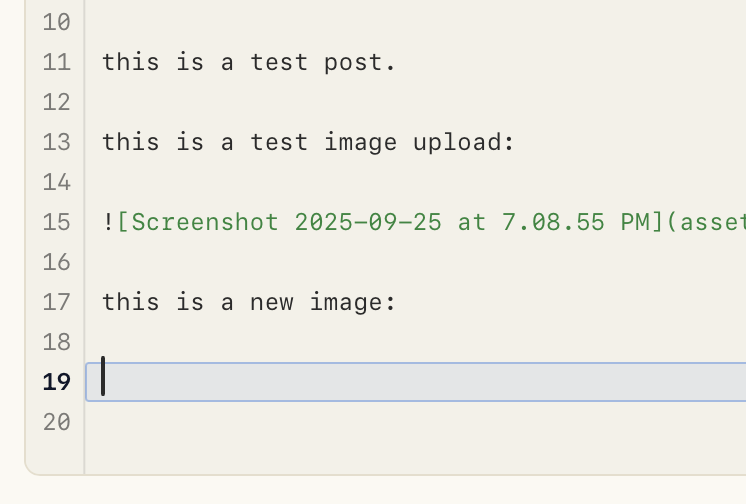 10
11 this is a test post.
12
13 this is a test image upload:
14
15 ![Screenshot 2025-09-25 at 7.08.55 PM](asset
16
17 this is a new image:
18
19
20